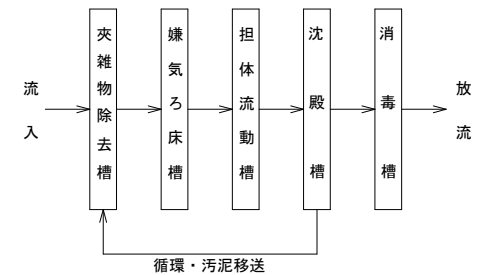 流入
夾雑物除去槽
嫌気ろ床槽
担体流動槽
沈殿槽
消毒槽
放流
循環・汚泥移送